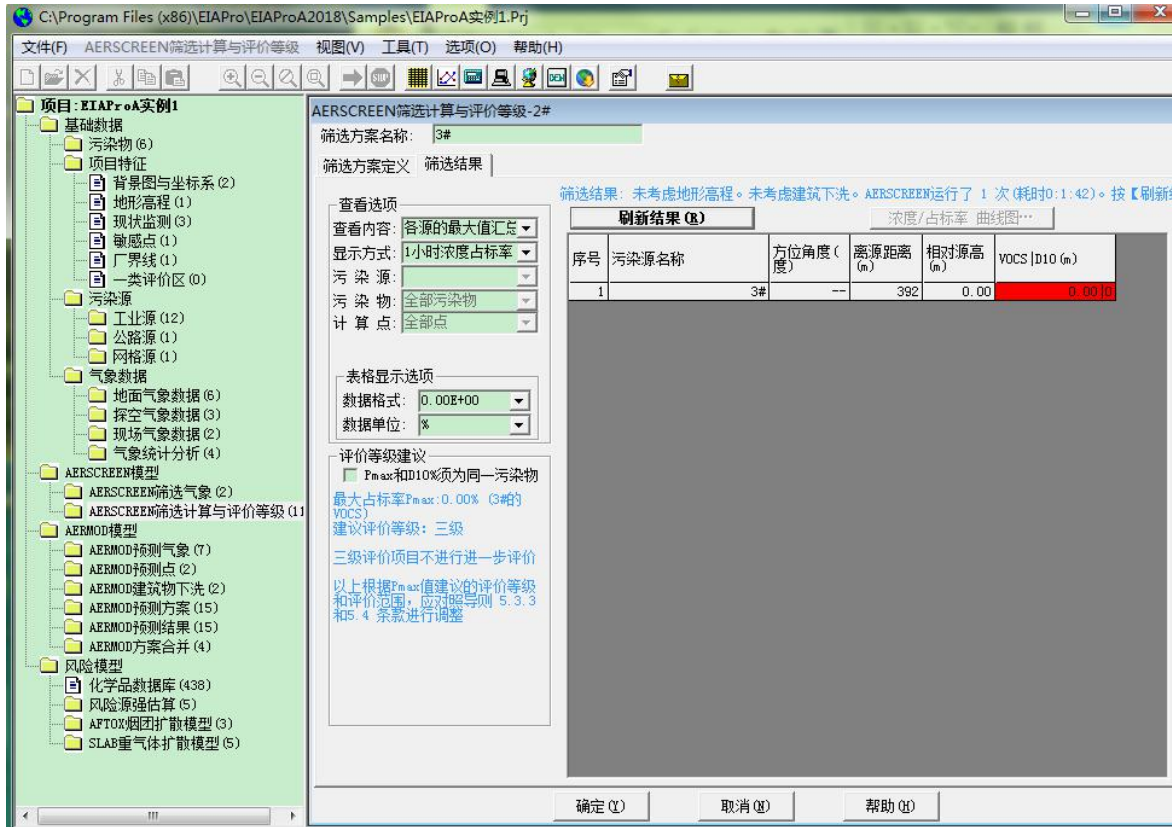 C:\Program Files (x86)\EIAPro\EIAProA2018\Samples\EIAProA实例1.Prj
文件(F) AERSCREEN筛选计算与评价等级 视图(V) 工具(T) 选项(O) 帮助(H)
项目:EIAProA实例1
基础数据
污染物(6)
项目特征
背景图与坐标系(2)
地形高程(1)
现状监测(3)
敏感点(1)
厂界线(1)
一类评价区(0)
污染源
工业源(12)
公路源(1)
网格源(1)
气象数据
地面气象数据(6)
探空气象数据(3)
现场气象数据(2)
气象统计分析(4)
AERSCREEN模型
AERSCREEN筛选气象(2)
AERSCREEN筛选计算与评价等级(11
AERMOD模型
AERMOD预测气象(7)
AERMOD预测点(2)
AERMOD建筑物下洗(2)
AERMOD预测方案(15)
AERMOD预测结果(15)
AERMOD方案合并(4)
风险模型
化学品数据库(438)
风险源强估算(5)
AFTOX烟团扩散模型(3)
SLAB重气体扩散模型(5)
AERSCREEN筛选计算与评价等级-2#
筛选方案名称: 3#
筛选方案定义 筛选结果
查看选项
查看内容: 各源的最大值汇总
显示方式: 1小时浓度占标率
污染源:
污染物: 全部污染物
计算点: 全部点
表格显示选项
数据格式: 0.00E+00
数据单位: %
评价等级建议
Pmax和D10%须为同一污染物
最大占标率Pmax:0.00% (3#的
VOCS)
建议评价等级: 三级
三级评价项目不进行进一步评价
以上根据Pmax值建议的评价等级
和评价范围,应对照导则 5.3.3
和5.4 条款进行调整
筛选结果: 未考虑地形高程。未考虑建筑下洗。AERSCREEN运行了 1 次(耗时0:1:42)。按【刷新
刷新结果(R) 浓度/占标率 曲线图…
序号 污染源名称 方位角度(度) 离源距离(m) 相对源高(m) VOCS|D10(m)
1 3# -- 392 0.00 0.00|0
确定(Y) 取消(N) 帮助(H)